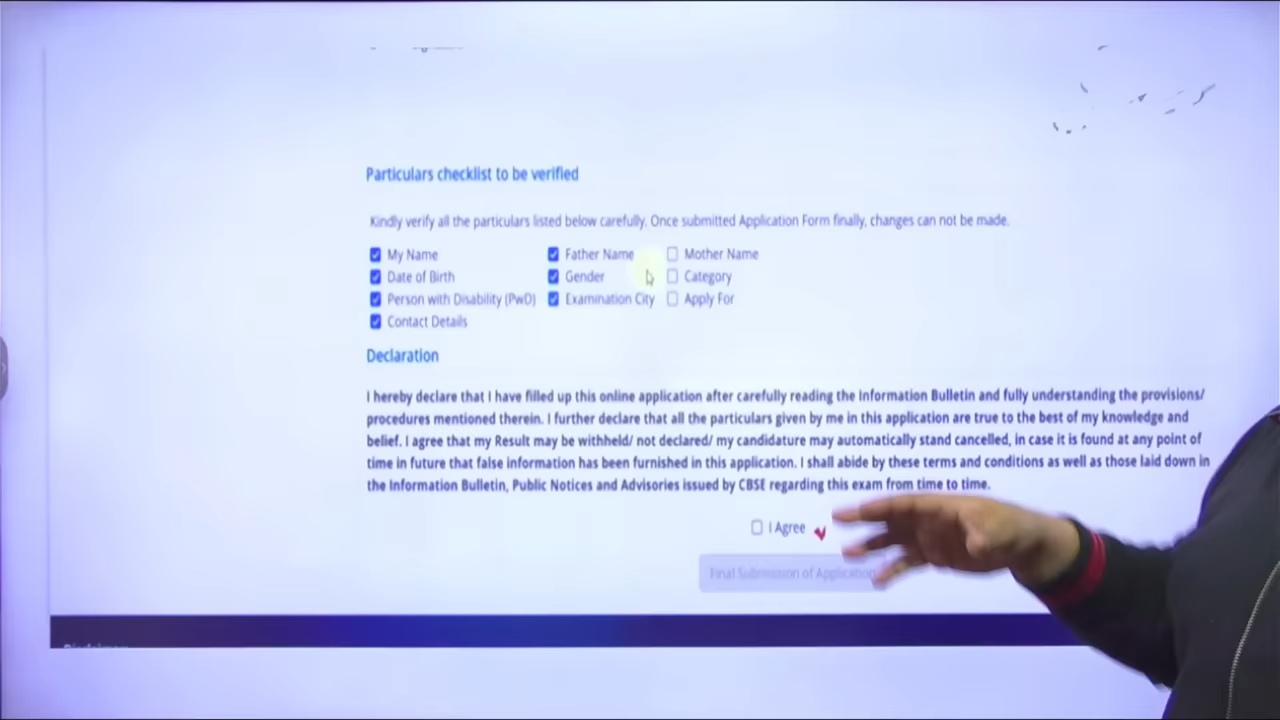 Particulars checklist to be verified
Kindly verify all the particulars listed below carefully. Once submitted Application Form finally, changes can not be made.
My Name Father Name Mother Name
Date of Birth Gender Category
Person with Disability (PwD) Examination City Apply For
Contact Details
Declaration
I hereby declare that I have filled up this online application after carefully reading the Information Bulletin and fully understanding the provisions/
procedures mentioned therein. I further declare that all the particulars given by me in this application are true to the best of my knowledge and
belief. I agree that my Result may be withheld/ not declared/ my candidature may automatically stand cancelled, in case it is found at any point of
time in future that false information has been furnished in this application. I shall abide by these terms and conditions as well as those laid down in
the Information Bulletin, Public Notices and Advisories issued by CBSE regarding this exam from time to time.
I Agree
Final Submission of Application